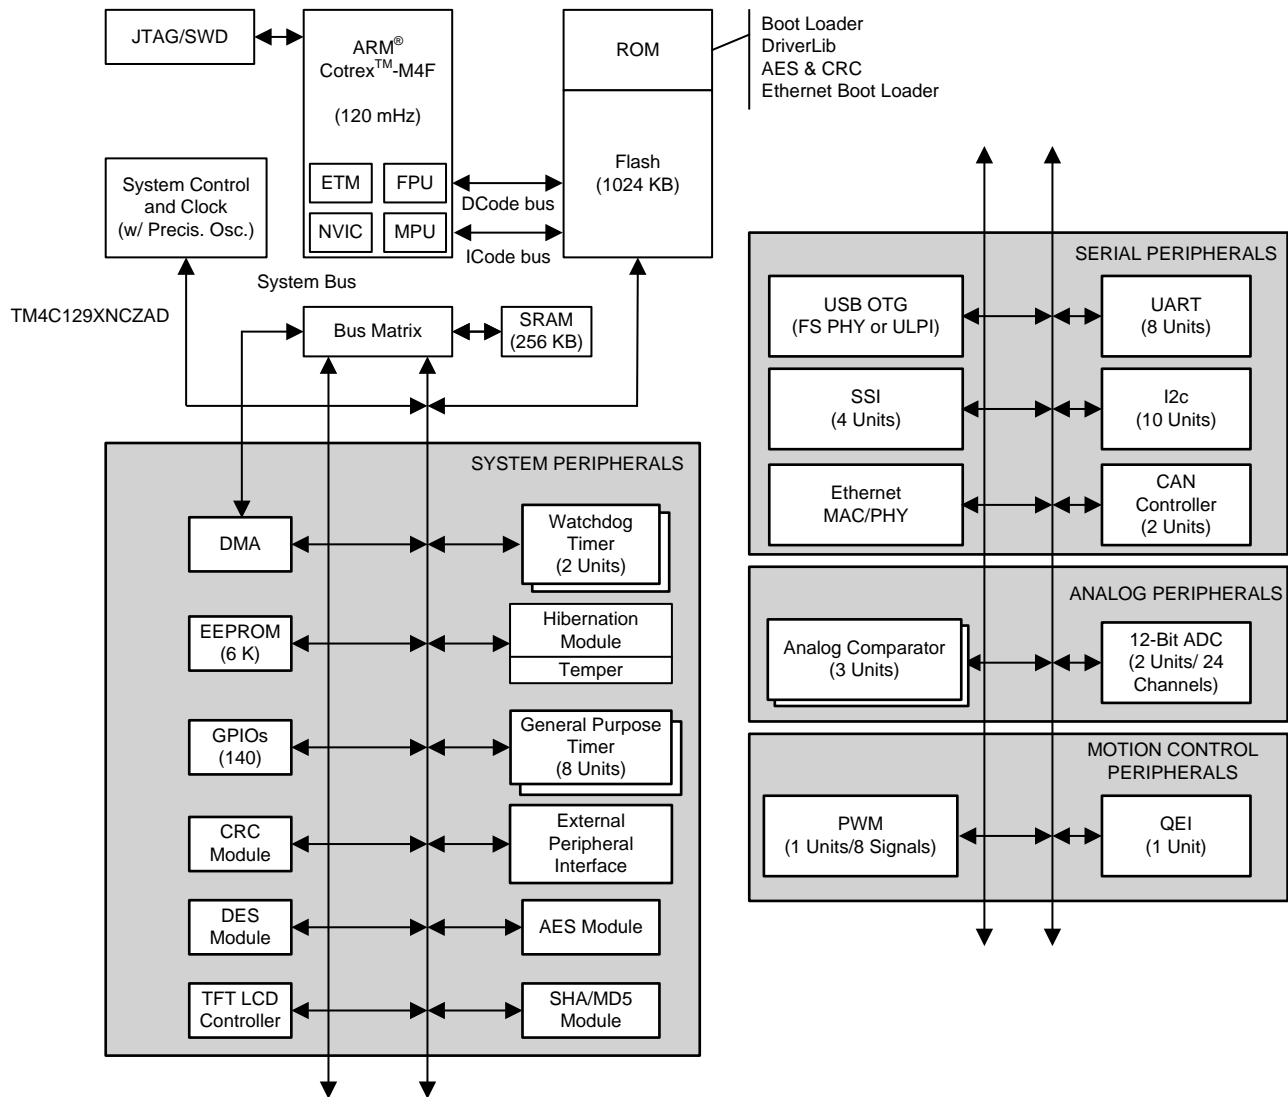 JTAG/SWD
ARM®
Cotrex™-M4F
(120 mHz)
ETM
FPU
NVIC
MPU
ROM
Flash
(1024 KB)
Boot Loader
DriverLib
AES & CRC
Ethernet Boot Loader
System Control
and Clock
(w/ Precis. Osc.)
DCode bus
ICode bus
System Bus
TM4C129XNCZAD
Bus Matrix
SRAM
(256 KB)
SYSTEM PERIPHERALS
DMA
Watchdog
Timer
(2 Units)
EEPROM
(6 K)
Hibernation
Module
Temper
GPIOs
(140)
General Purpose
Timer
(8 Units)
CRC
Module
External
Peripheral
Interface
DES
Module
AES Module
TFT LCD
Controller
SHA/MD5
Module
SERIAL PERIPHERALS
USB OTG
(FS PHY or ULPI)
UART
(8 Units)
SSI
(4 Units)
I2c
(10 Units)
Ethernet
MAC/PHY
CAN
Controller
(2 Units)
ANALOG PERIPHERALS
Analog Comparator
(3 Units)
12-Bit ADC
(2 Units/ 24
Channels)
MOTION CONTROL
PERIPHERALS
PWM
(1 Units/8 Signals)
QEI
(1 Unit)